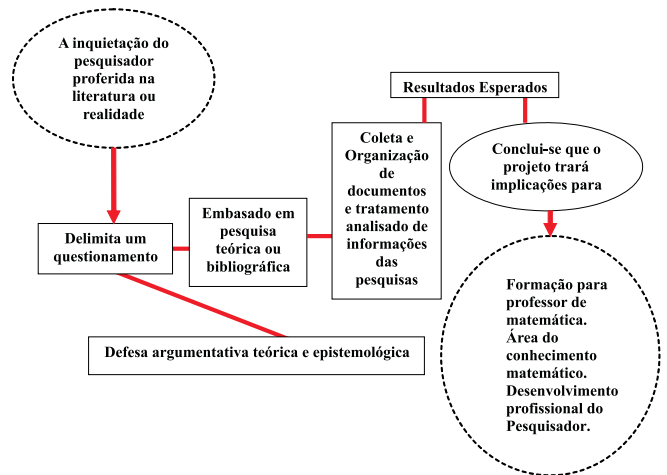 A inquietação do
pesquisador
proferida na
literatura ou
realidade
Delimita um
questionamento
Embasado em
pesquisa
teórica ou
bibliográfica
Coleta e
Organização
de
documentos
e tratamento
analisado de
informações
das
pesquisas
Resultados Esperados
Conclui-se que o
projeto trará
implicações para
Formação para
professor de
matemática.
Área do
conhecimento
matemático.
Desenvolvimento
profissional do
Pesquisador.
Defesa argumentativa teórica e epistemológica